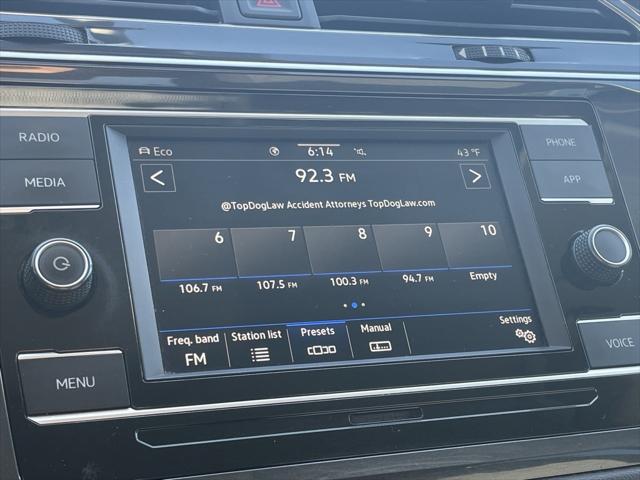 RADIO
MEDIA
MENU
PHONE
APP
VOICE
Eco 6:14 43 °F
92.3 FM
@TopDogLaw Accident Attorneys TopDogLaw.com
6 7 8 9 10
106.7 FM 107.5 FM 100.3 FM 94.7 FM Empty
Freq. band Station list Presets Manual Settings
FM